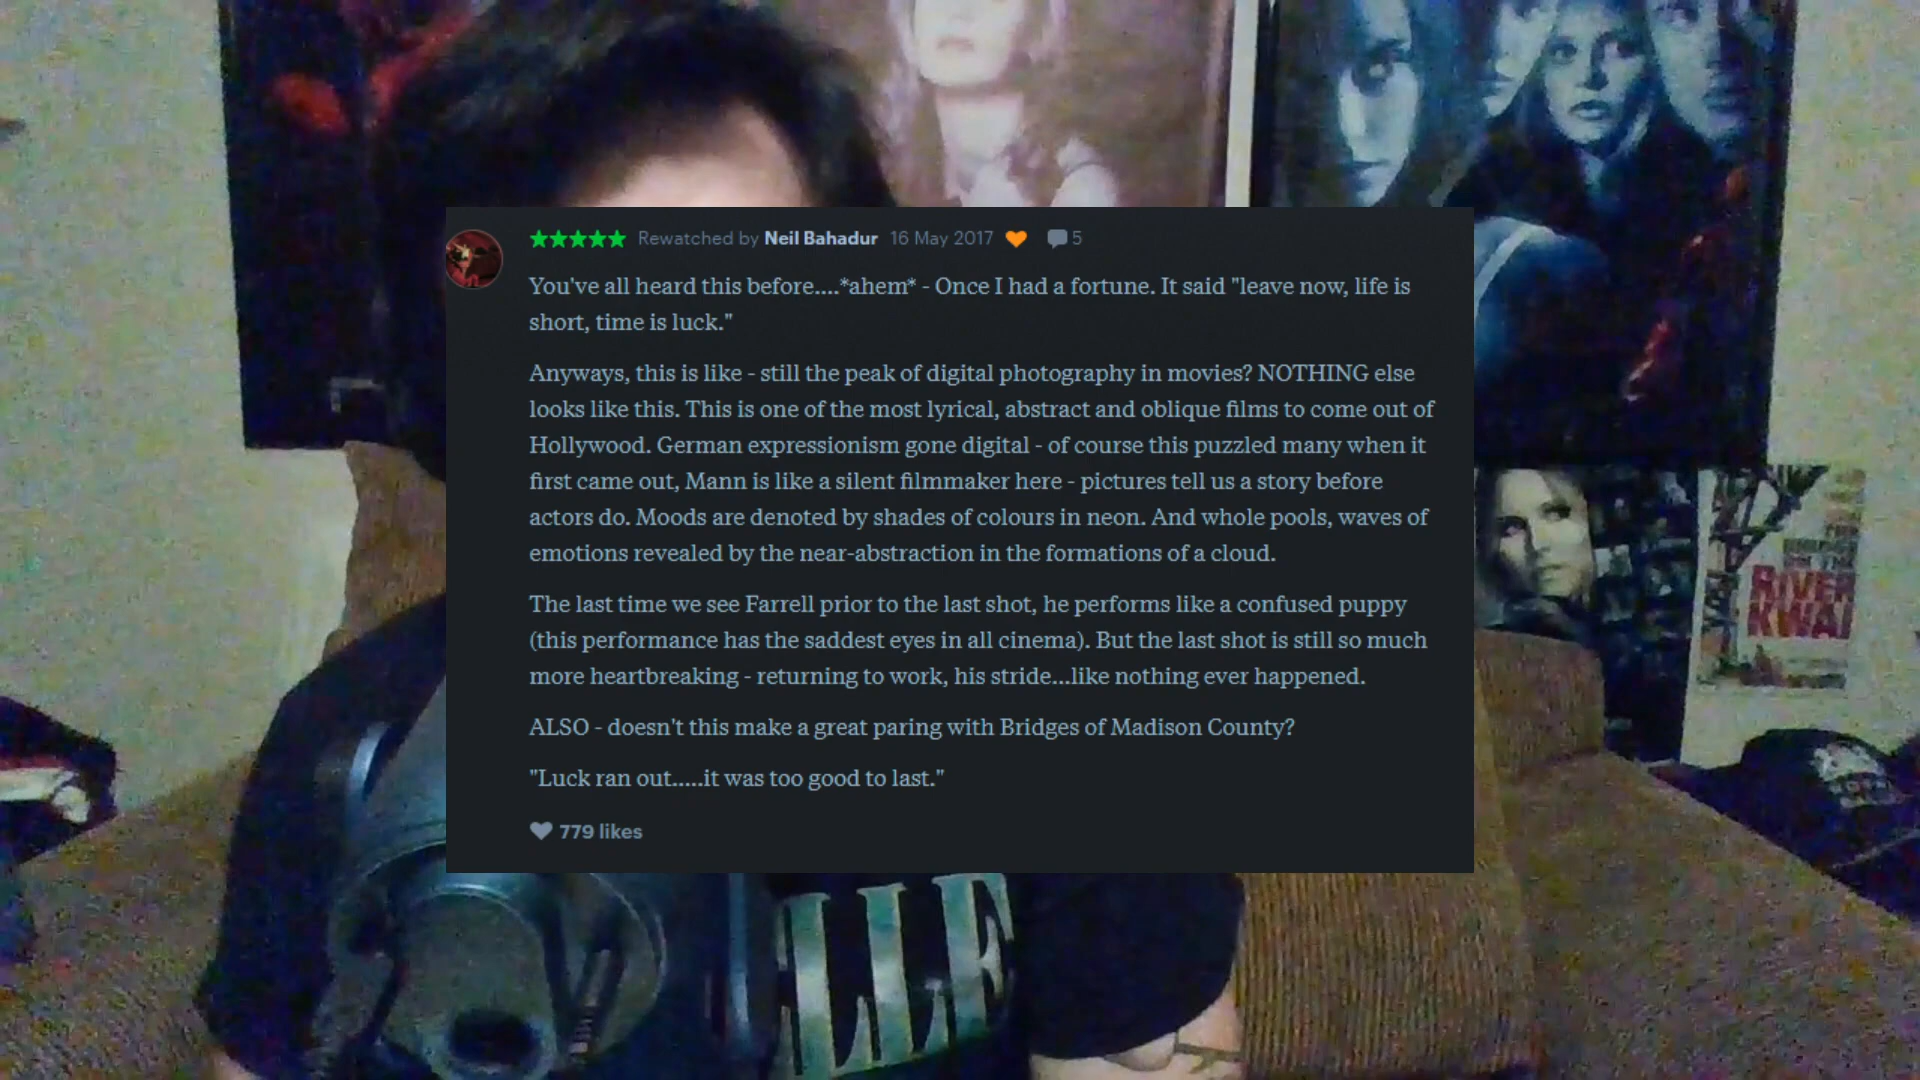 Rewatched by Neil Bahadur 16 May 2017 5
You've all heard this before....*ahem* - Once I had a fortune. It said "leave now, life is
short, time is luck."
Anyways, this is like - still the peak of digital photography in movies? NOTHING else
looks like this. This is one of the most lyrical, abstract and oblique films to come out of
Hollywood. German expressionism gone digital - of course this puzzled many when it
first came out, Mann is like a silent filmmaker here - pictures tell us a story before
actors do. Moods are denoted by shades of colours in neon. And whole pools, waves of
emotions revealed by the near-abstraction in the formations of a cloud.
The last time we see Farrell prior to the last shot, he performs like a confused puppy
(this performance has the saddest eyes in all cinema). But the last shot is still so much
more heartbreaking - returning to work, his stride...like nothing ever happened.
ALSO - doesn't this make a great paring with Bridges of Madison County?
"Luck ran out.....it was too good to last."
779 likes
RIVER
KWAI